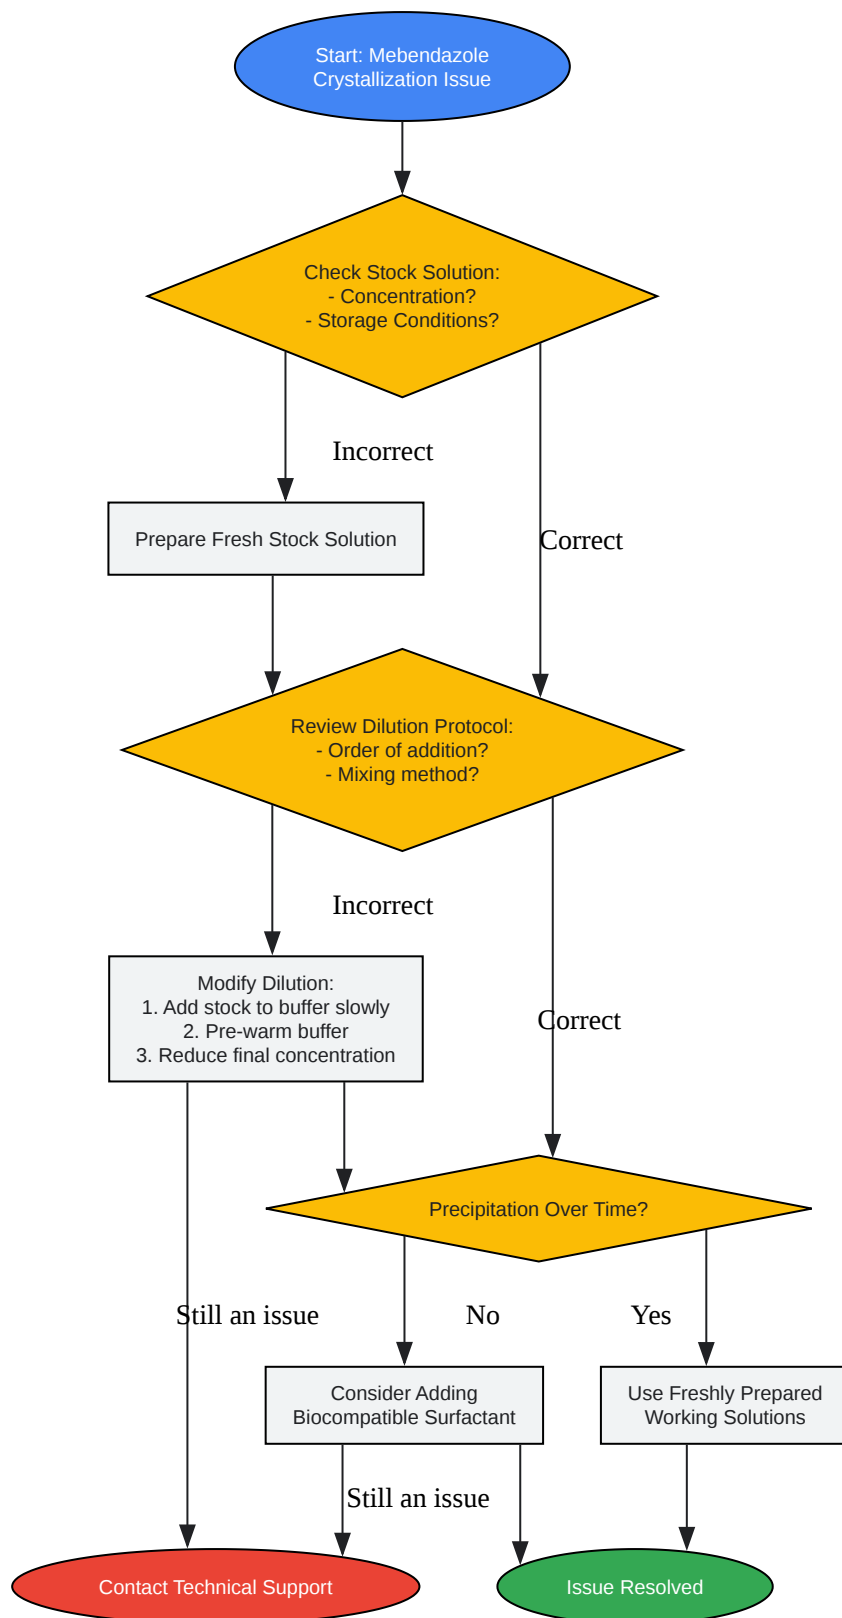 Start: Mebendazole
Crystallization Issue
Check Stock Solution:
- Concentration?
- Storage Conditions?
Incorrect
Correct
Prepare Fresh Stock Solution
Review Dilution Protocol:
- Order of addition?
- Mixing method?
Incorrect
Correct
Modify Dilution:
1. Add stock to buffer slowly
2. Pre-warm buffer
3. Reduce final concentration
Precipitation Over Time?
Still an issue
No
Yes
Consider Adding
Biocompatible Surfactant
Use Freshly Prepared
Working Solutions
Still an issue
Contact Technical Support
Issue Resolved